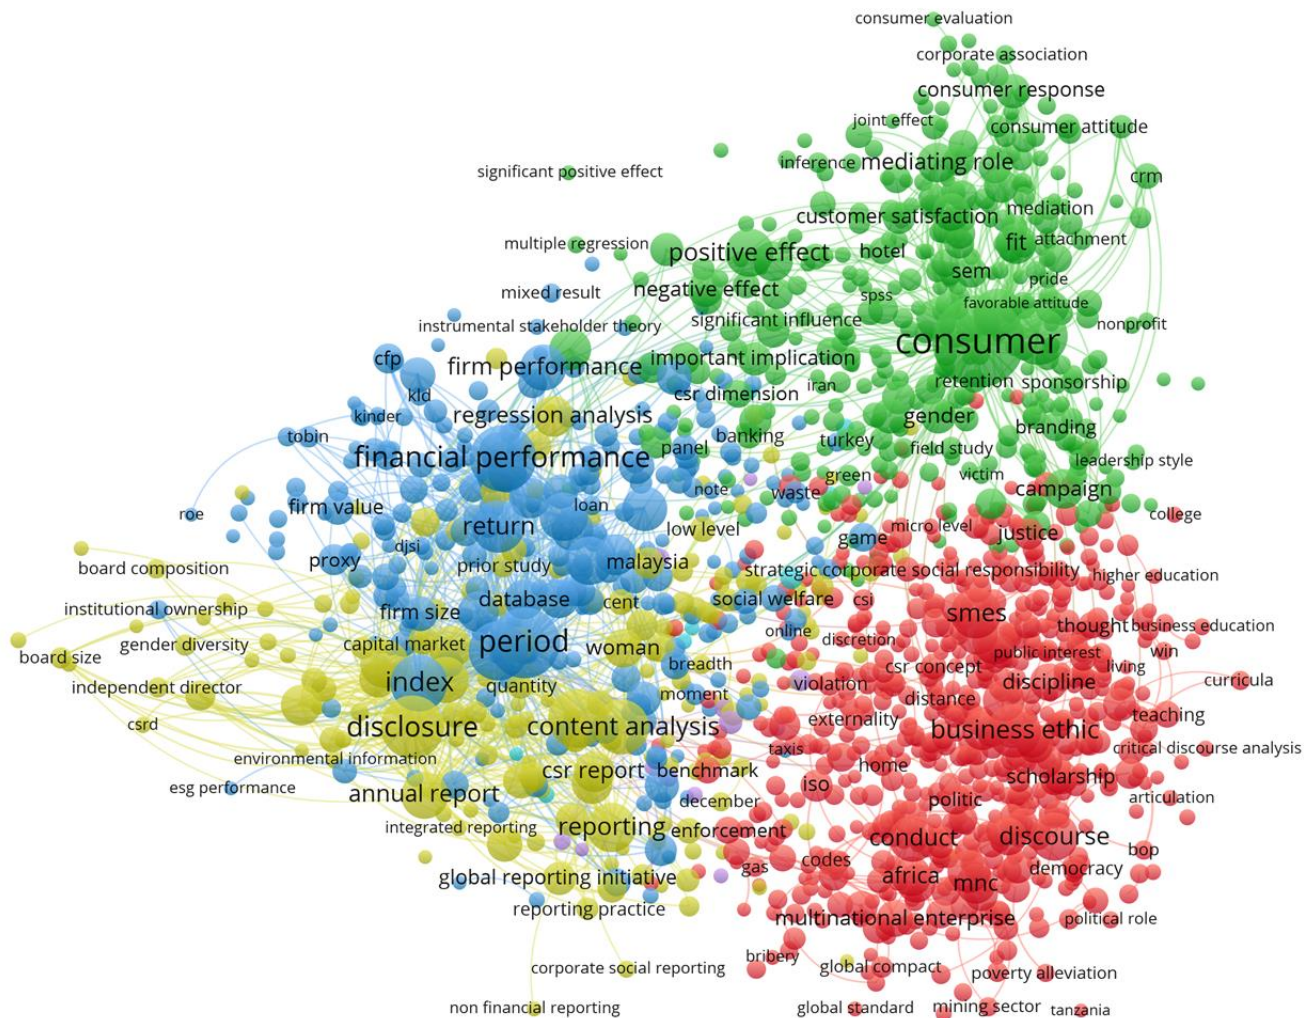 consumer evaluation
corporate association
consumer response
joint effect
consumer attitude
inference
mediating role
significant positive effect
crm
customer satisfaction
mediation
multiple regression
positive effect
hotel
fit
attachment
sem
mixed result
negative effect
spss
pride
favorable attitude
instrumental stakeholder theory
significant influence
nonprofit
consumer
cfp
firm performance
important implication
kld
csr dimension
iran
retention
sponsorship
kinder
regression analysis
gender
tobin
panel
banking
turkey
field study
branding
financial performance
leadership style
note
waste
green
victim
campaign
roe
firm value
loan
return
low level
game
micro level
justice
college
djsi
proxy
prior study
malaysia
strategic corporate social responsibility
higher education
board composition
institutional ownership
firm size
database
cent
social welfare
csi
smes
thought
business education
gender diversity
capital market
period
woman
online
discretion
public interest
win
board size
breadth
csr concept
living
independent director
index
quantity
moment
violation
distance
discipline
curricula
csrd
disclosure
content analysis
externality
business ethic
teaching
environmental information
taxis
critical discourse analysis
esg performance
csr report
benchmark
home
scholarship
annual report
iso
december
politic
articulation
integrated reporting
reporting
enforcement
conduct
discourse
bop
global reporting initiative
gas
codes
africa
mnc
democracy
reporting practice
multinational enterprise
political role
corporate social reporting
bribery
global compact
poverty alleviation
non financial reporting
global standard
mining sector
tanzania